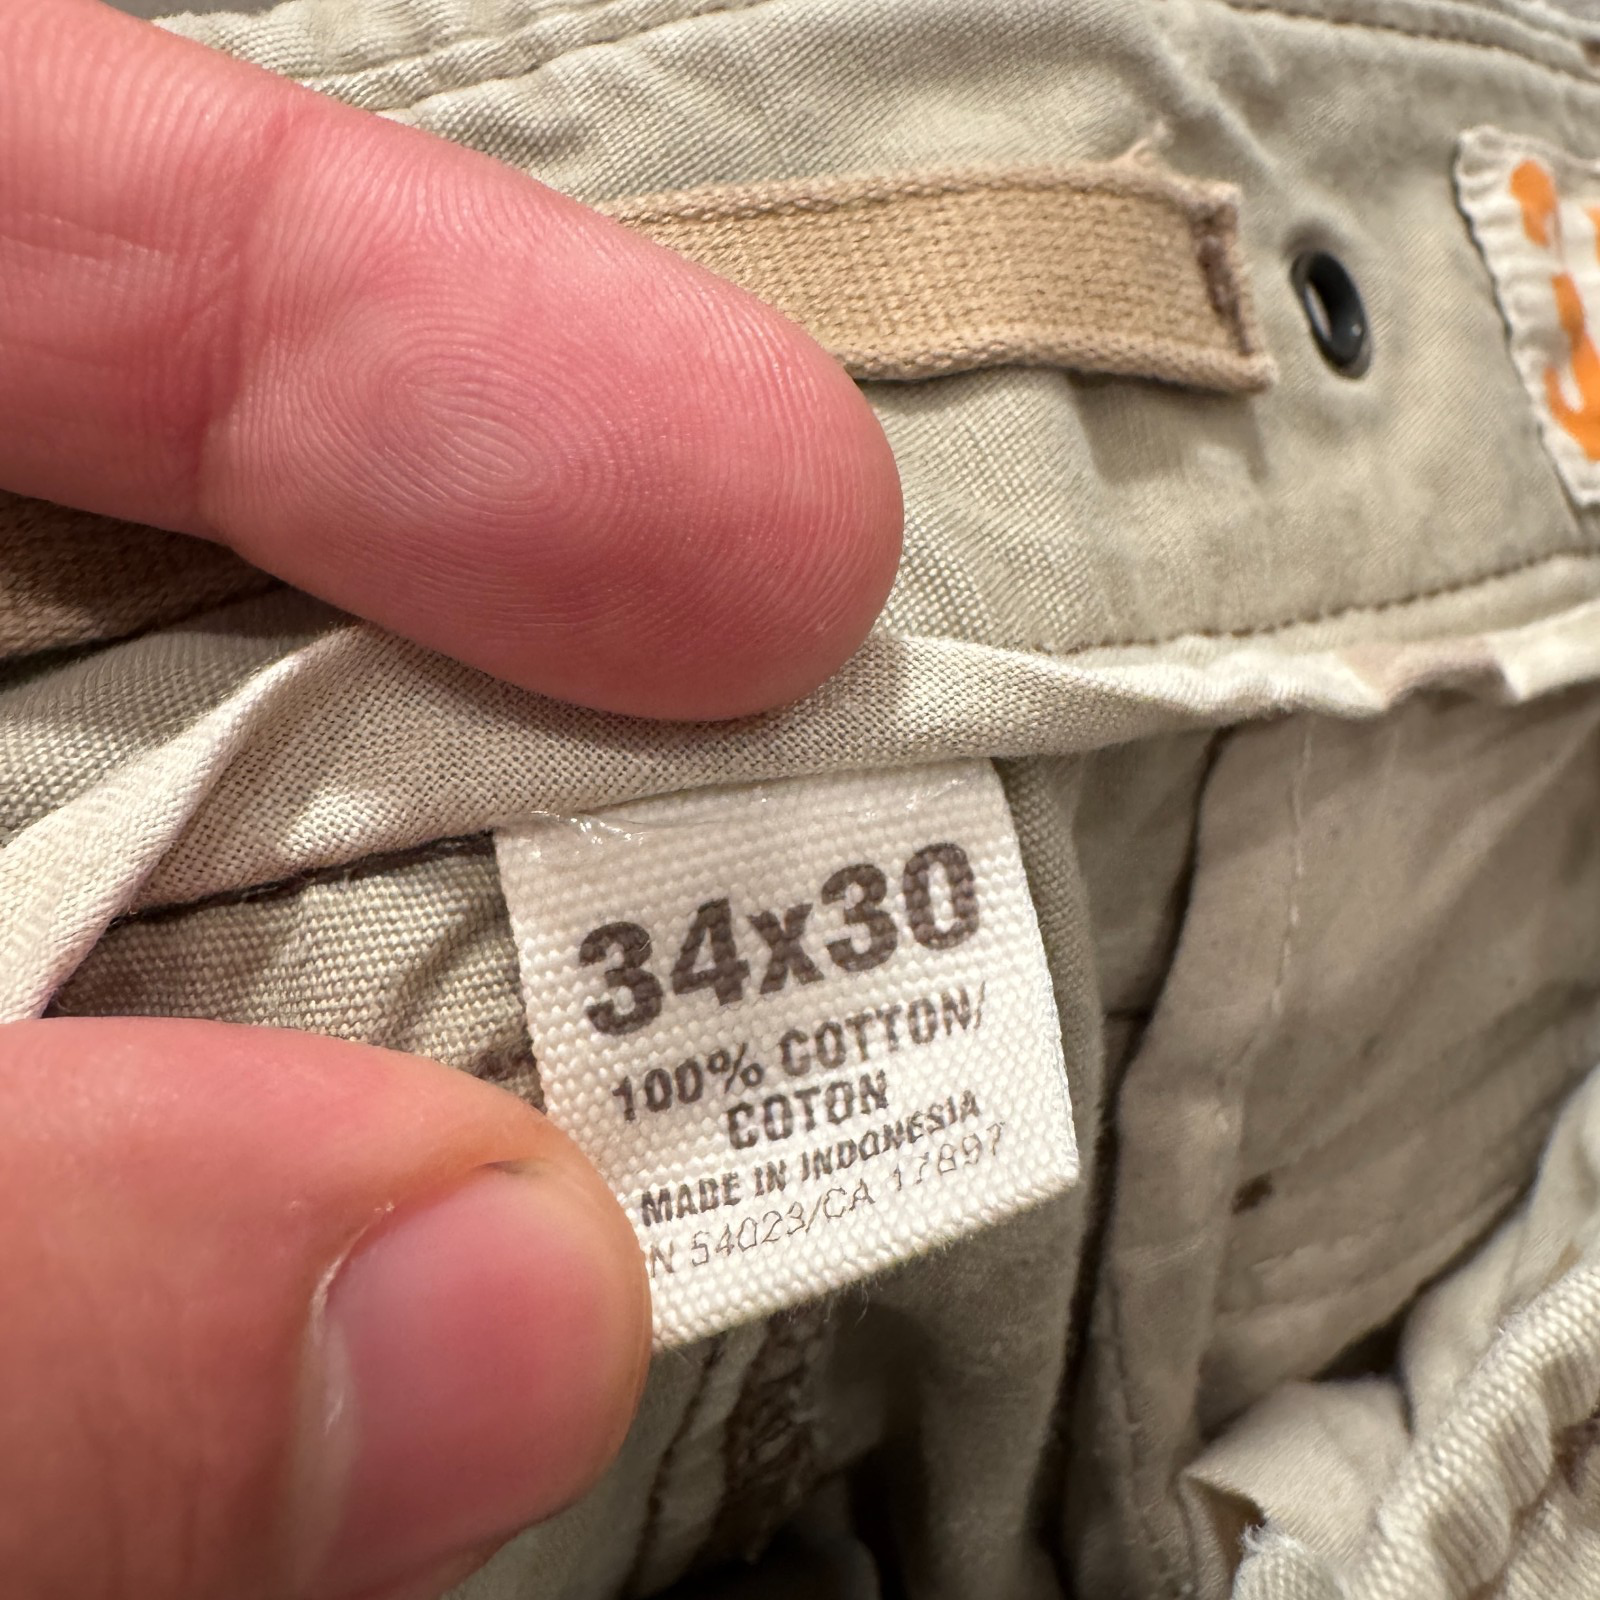 34x30
100% COTTON/
COTON
MADE IN INDONESIA
N 54023/CA 17897